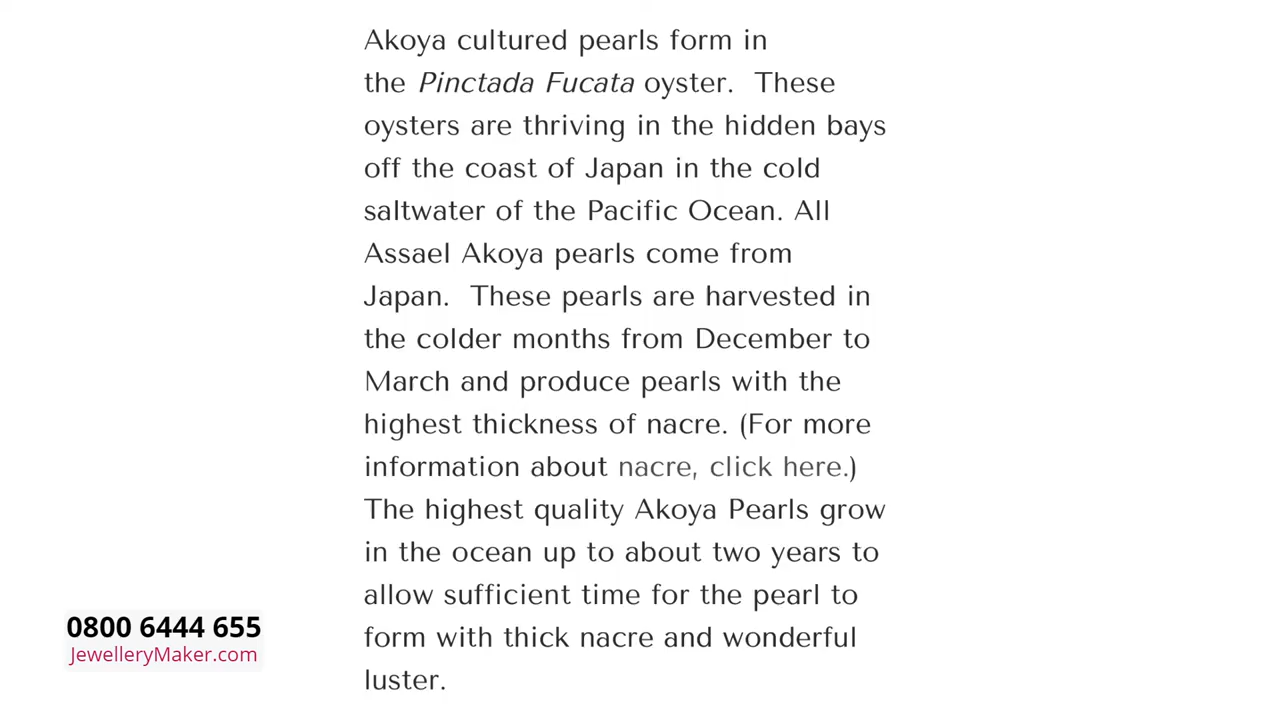 Akoya cultured pearls form in
the Pinctada Fucata oyster.  These
oysters are thriving in the hidden bays
off the coast of Japan in the cold
saltwater of the Pacific Ocean. All
Assael Akoya pearls come from
Japan.  These pearls are harvested in
the colder months from December to
March and produce pearls with the
highest thickness of nacre. (For more
information about nacre, click here.)
The highest quality Akoya Pearls grow
in the ocean up to about two years to
allow sufficient time for the pearl to
form with thick nacre and wonderful
luster.
0800 6444 655
JewelleryMaker.com